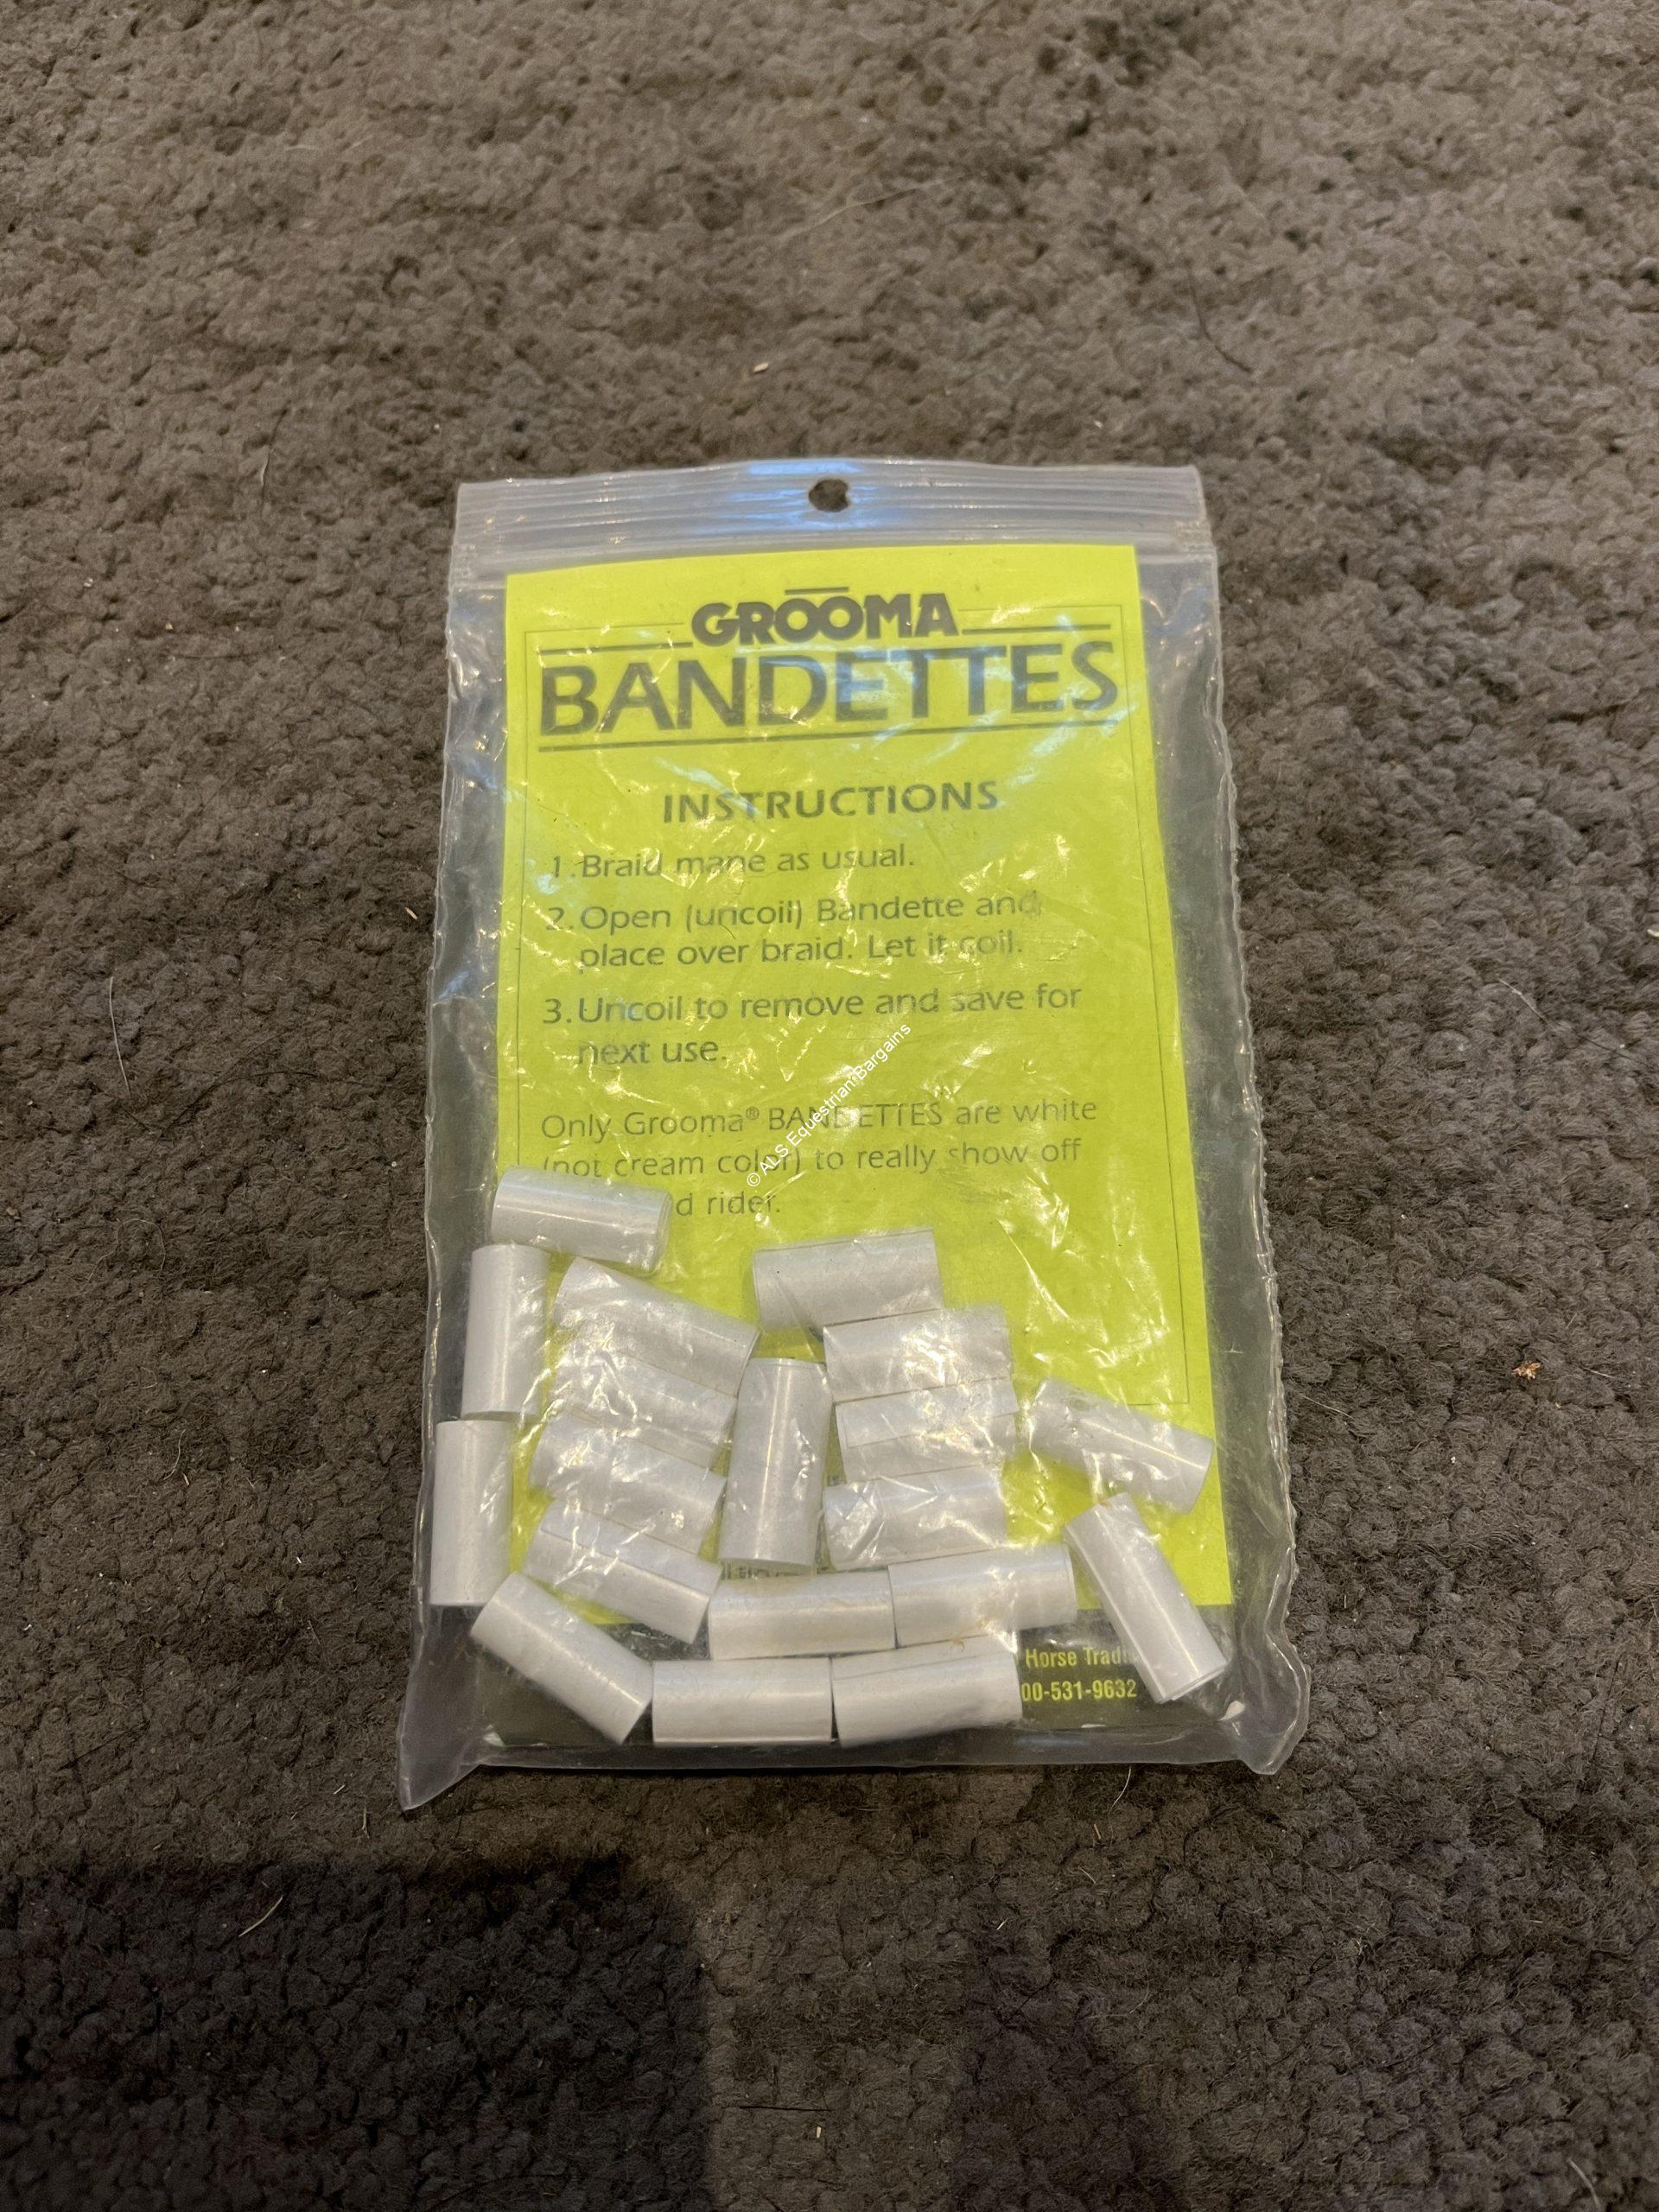 GROOMA
BANDETTES
INSTRUCTIONS
1. Braid mane as usual.
2. Open (uncoil) Bandette and
place over braid. Let it coil.
3. Uncoil to remove and save for
next use.
Only Grooma® BANDETTES are white
(not cream color) to really show off
rider.
© ALS Equestrian Bargains
Horse
00-531-9632